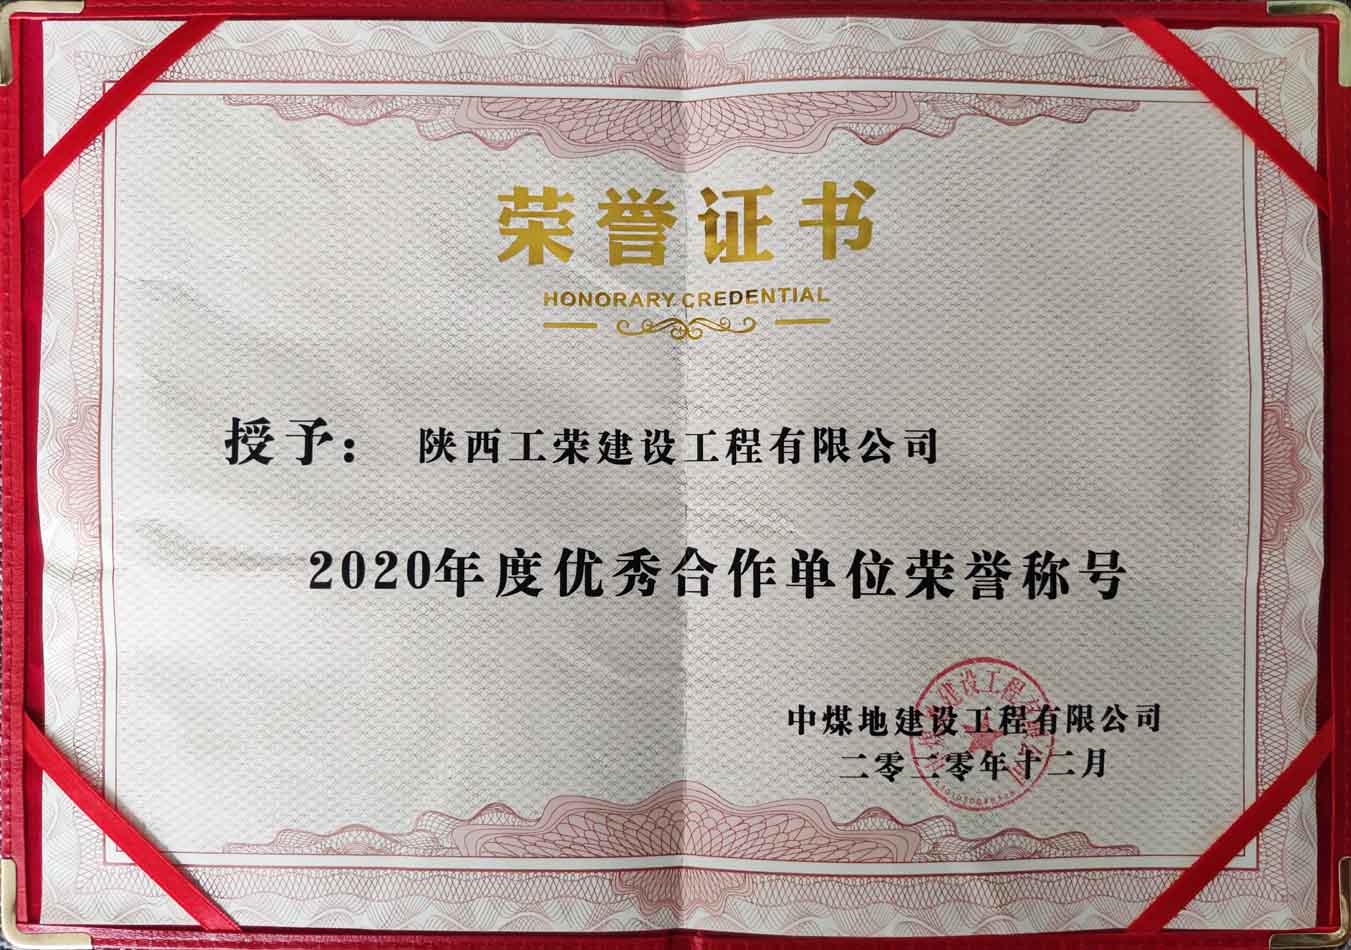 荣誉证书
HONORARY CREDENTIAL
授予： 陕西工荣建设工程有限公司
2020年度优秀合作单位荣誉称号
中煤地建设工程有限公司
二零二零年十二月